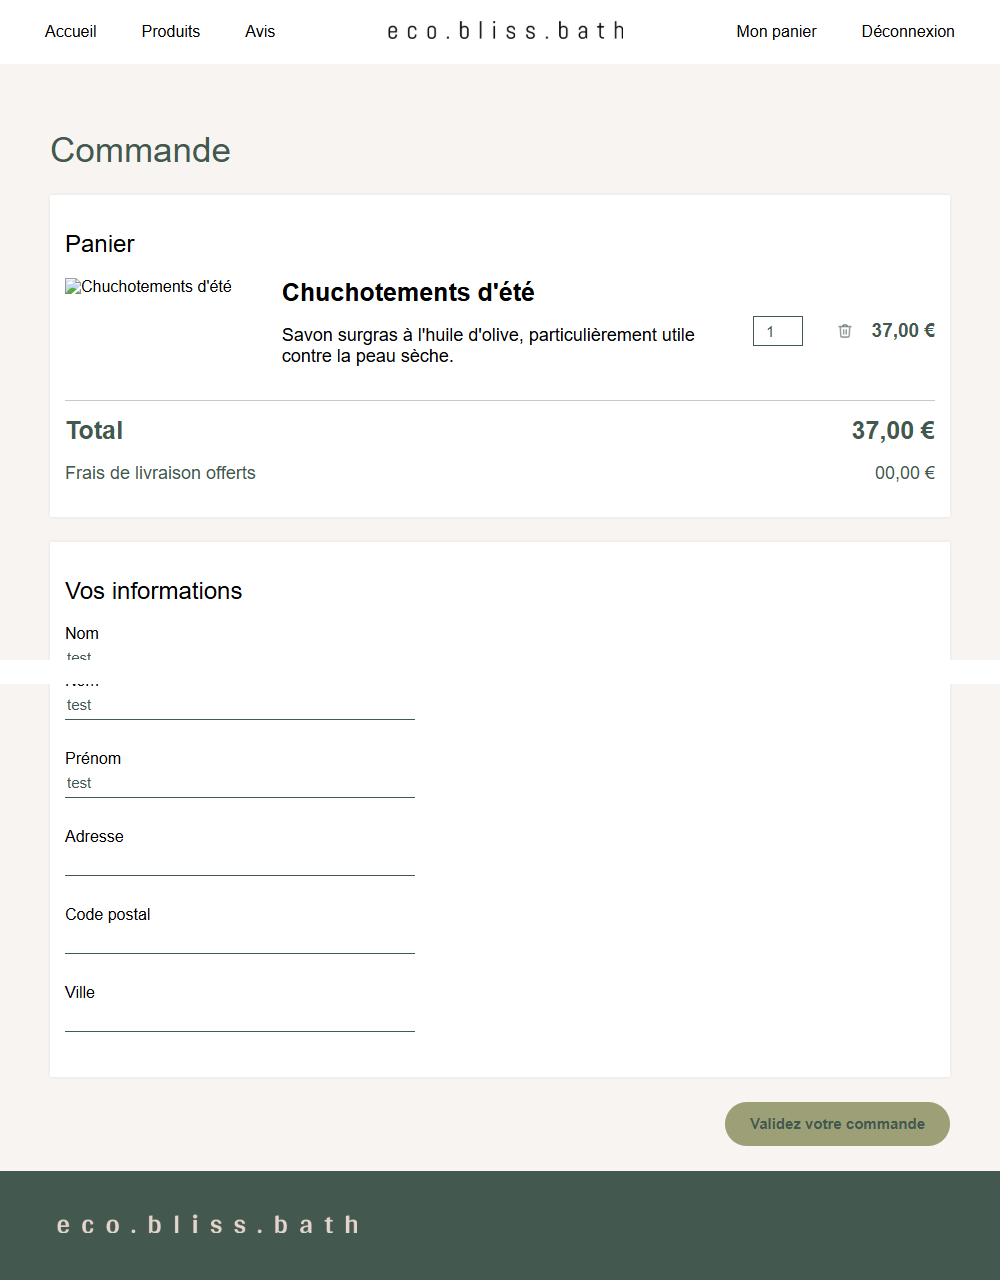 Accueil Produits Avis eco.bliss.bath Mon panier Déconnexion
Commande
Panier
Chuchotements d'été
Chuchotements d'été
Savon surgras à l'huile d'olive, particulièrement utile
contre la peau sèche.
1
37,00 €
Total 37,00 €
Frais de livraison offerts 00,00 €
Vos informations
Nom
test
Nom
test
Prénom
test
Adresse
Code postal
Ville
Validez votre commande
eco.bliss.bath